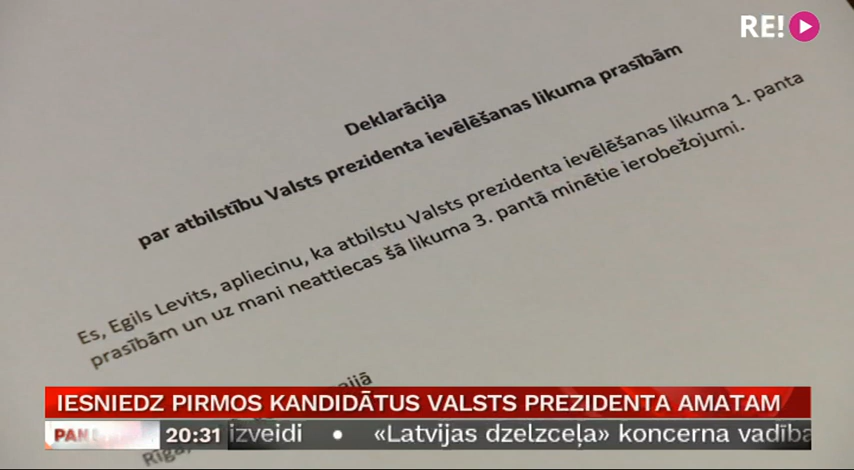 RE!
Deklarācija
par atbilstību Valsts prezidenta ievēlēšanas likuma prasībām
Es, Egils Levits, apliecinu, ka atbilstu Valsts prezidenta ievēlēšanas likuma 1. panta
prasībām un uz mani neattiecas šā likuma 3. pantā minētie ierobežojumi.
IESNIEDZ PIRMOS KANDIDĀTUS VALSTS PREZIDENTA AMATAM
20:31 izveidi • «Latvijas dzelzceļa» koncerna vadība